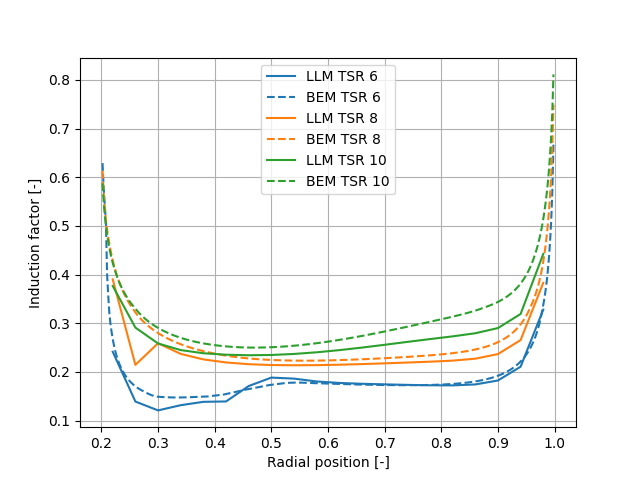 LLM TSR 6
BEM TSR 6
LLM TSR 8
BEM TSR 8
LLM TSR 10
BEM TSR 10
Induction factor [-]
0.8
0.7
0.6
0.5
0.4
0.3
0.2
0.1
0.2 0.3 0.4 0.5 0.6 0.7 0.8 0.9 1.0
Radial position [-]